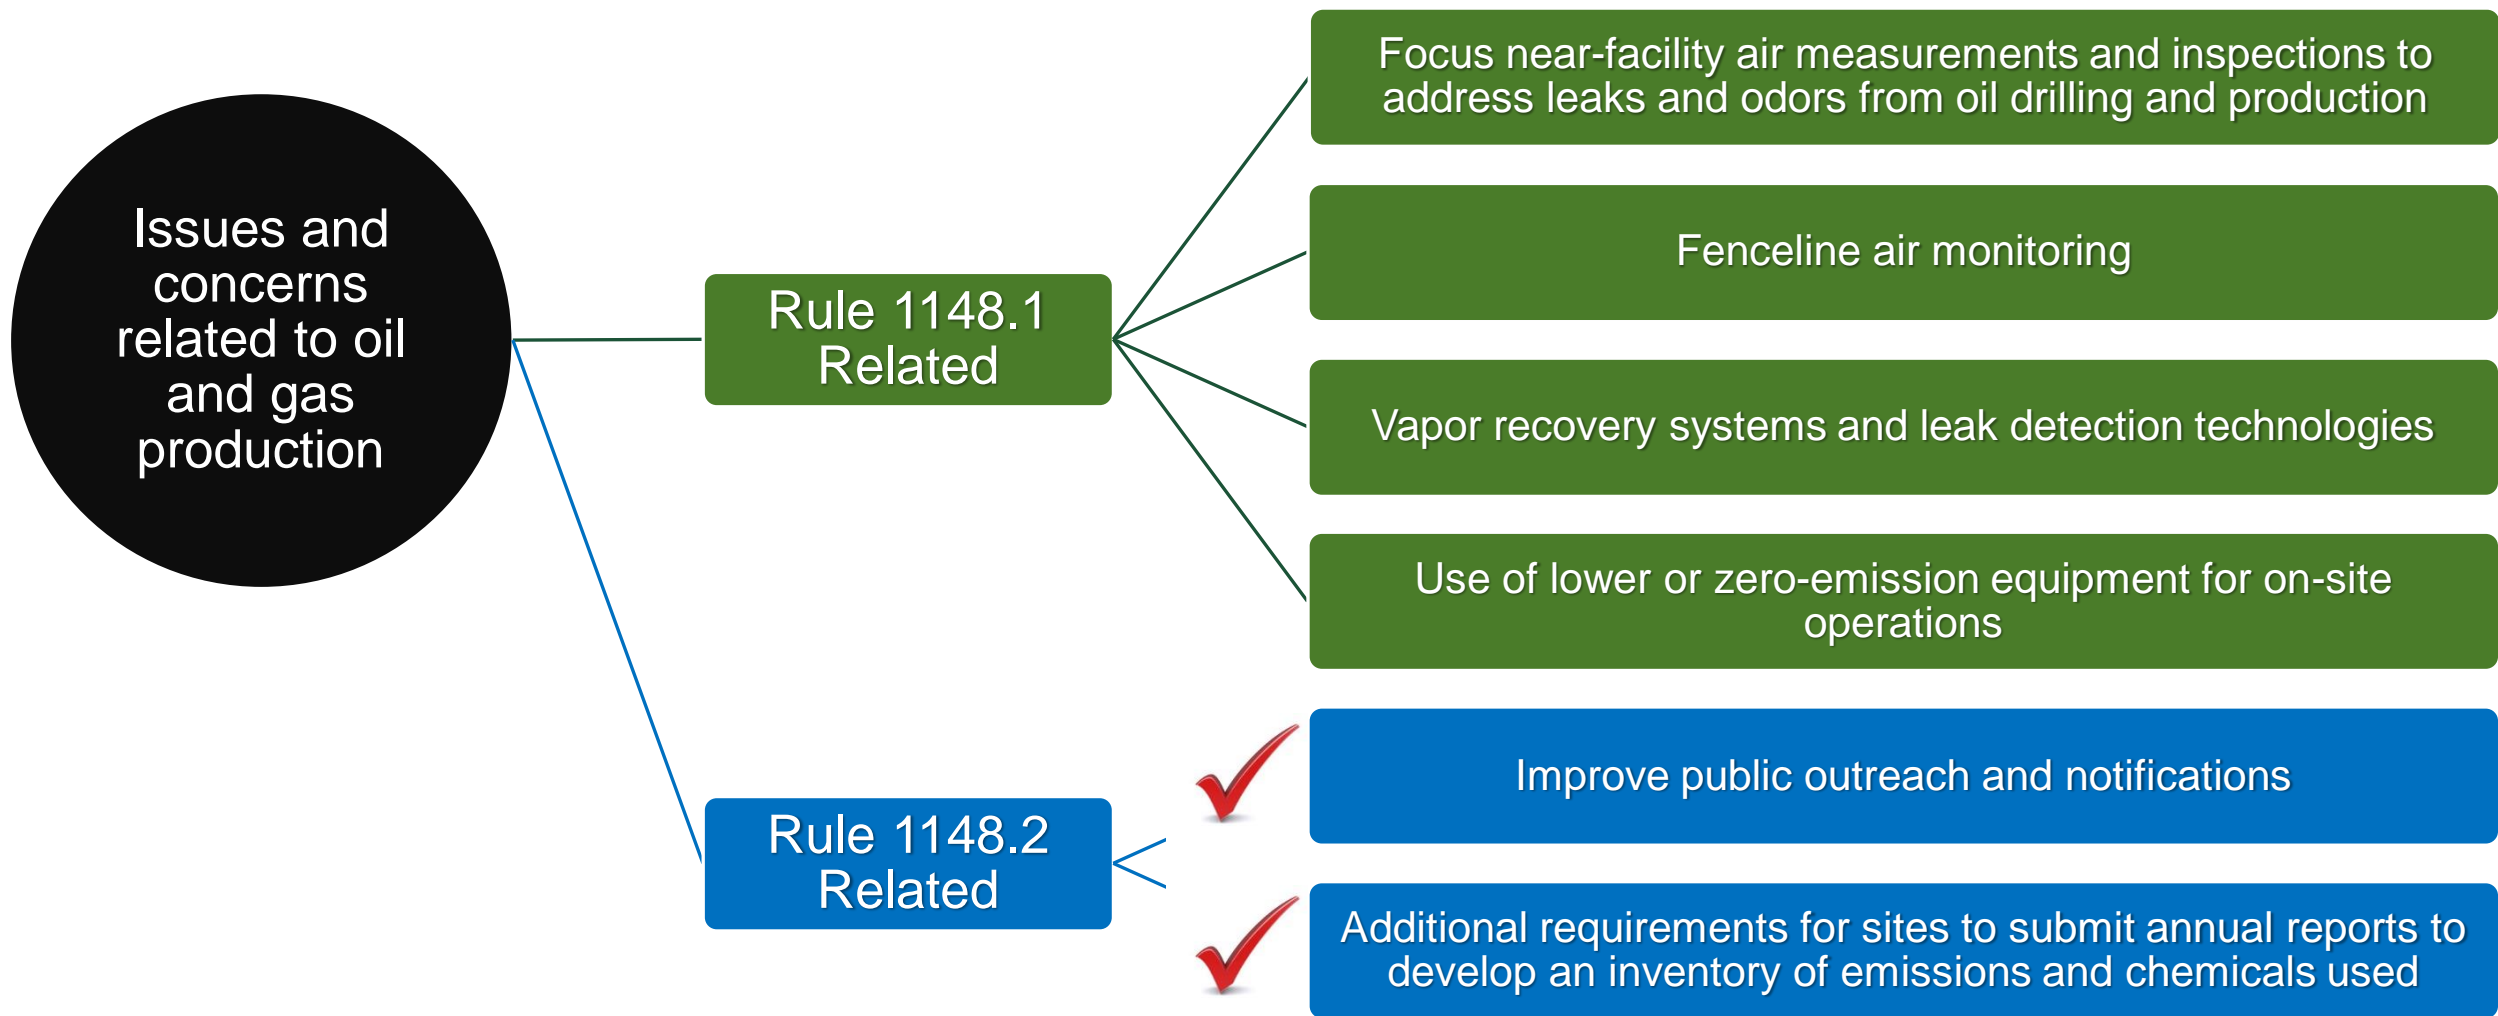 Issues and
concerns
related to oil
and gas
production
Rule 1148.1
Related
Focus near-facility air measurements and inspections to
address leaks and odors from oil drilling and production
Fenceline air monitoring
Vapor recovery systems and leak detection technologies
Use of lower or zero-emission equipment for on-site
operations
Rule 1148.2
Related
Improve public outreach and notifications
Additional requirements for sites to submit annual reports to
develop an inventory of emissions and chemicals used